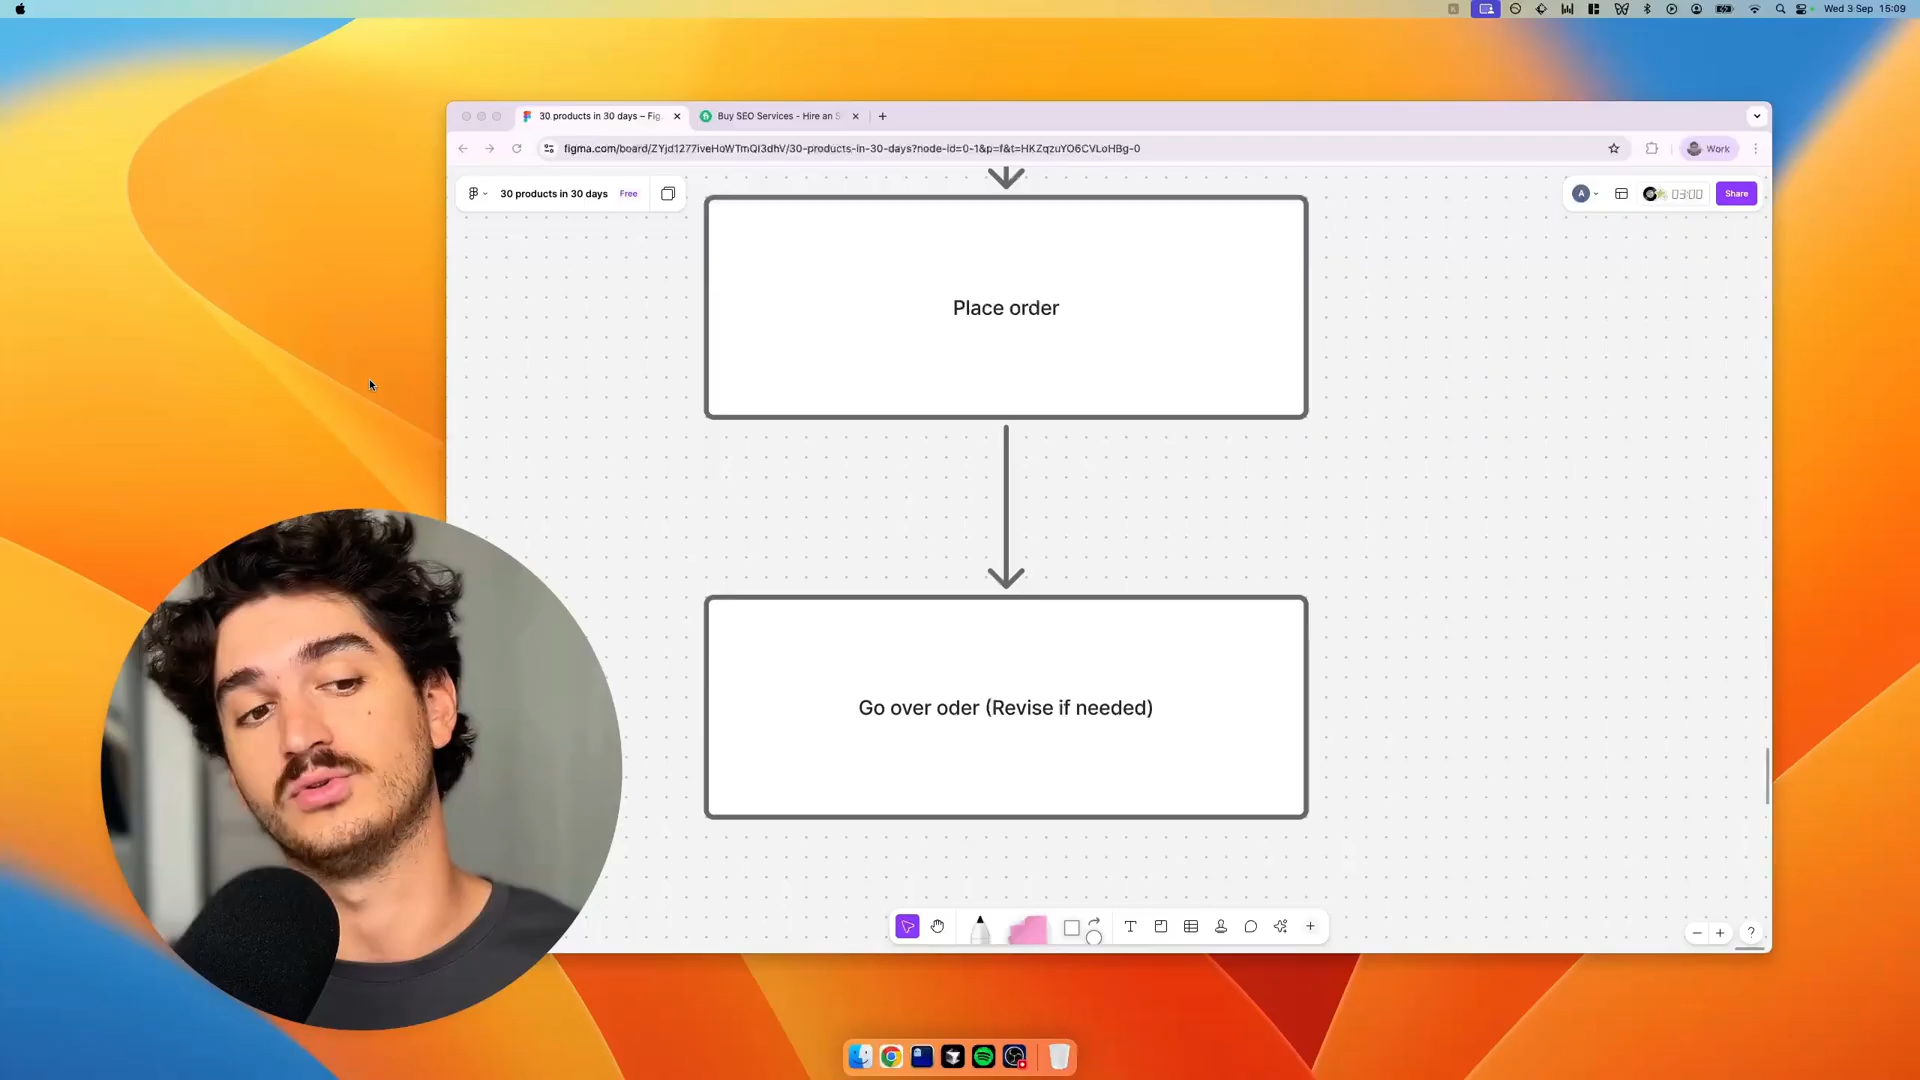 Wed 3 Sep 15:09
30 products in 30 days – Fig
Buy SEO Services - Hire an S
figma.com/board/ZYjd1277iveHoWTmQI3dhV/30-products-in-30-days?node-id=0-1&p=f&t=HKZqzuYO6CVLoHBg-0
Work
30 products in 30 days
Free
A
03:00
Share
Place order
Go over oder (Revise if needed)
T
?